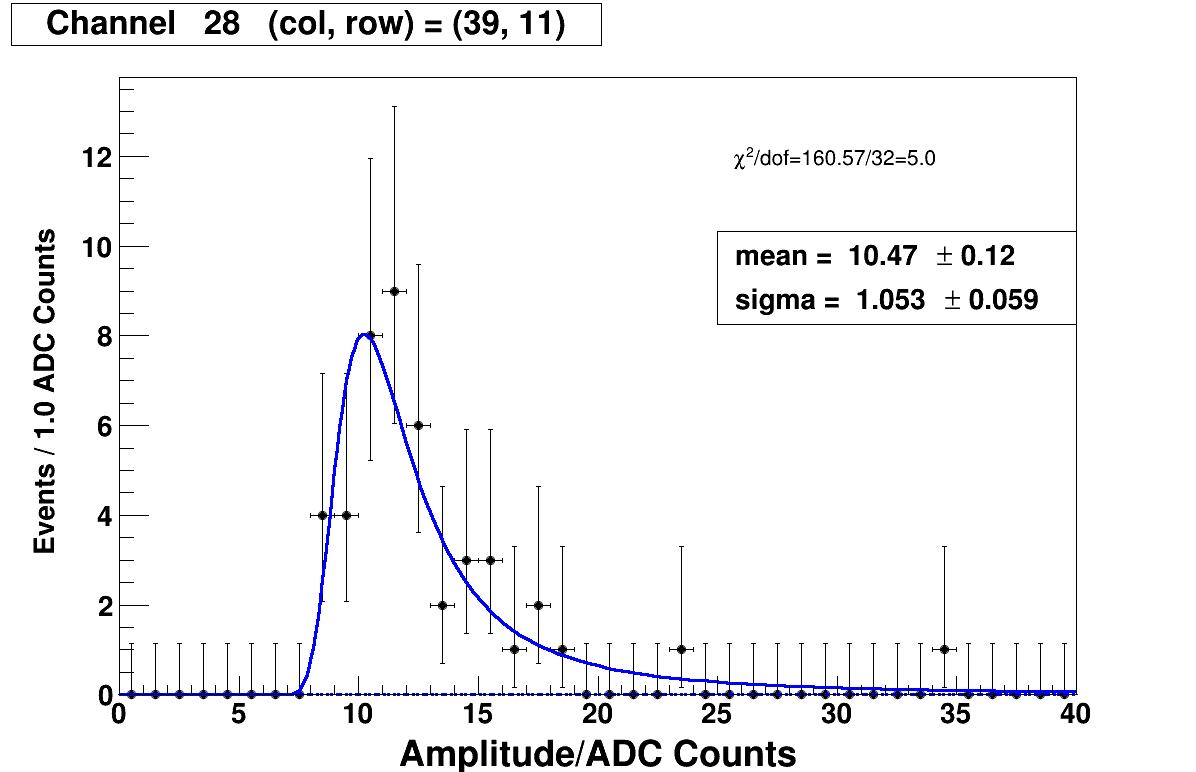 Channel 28 (col, row) = (39, 11)
χ²/dof=160.57/32=5.0
mean = 10.47 ± 0.12
sigma = 1.053 ± 0.059
Events / 1.0 ADC Counts
12
10
8
6
4
2
0
0 5 10 15 20 25 30 35 40
Amplitude/ADC Counts